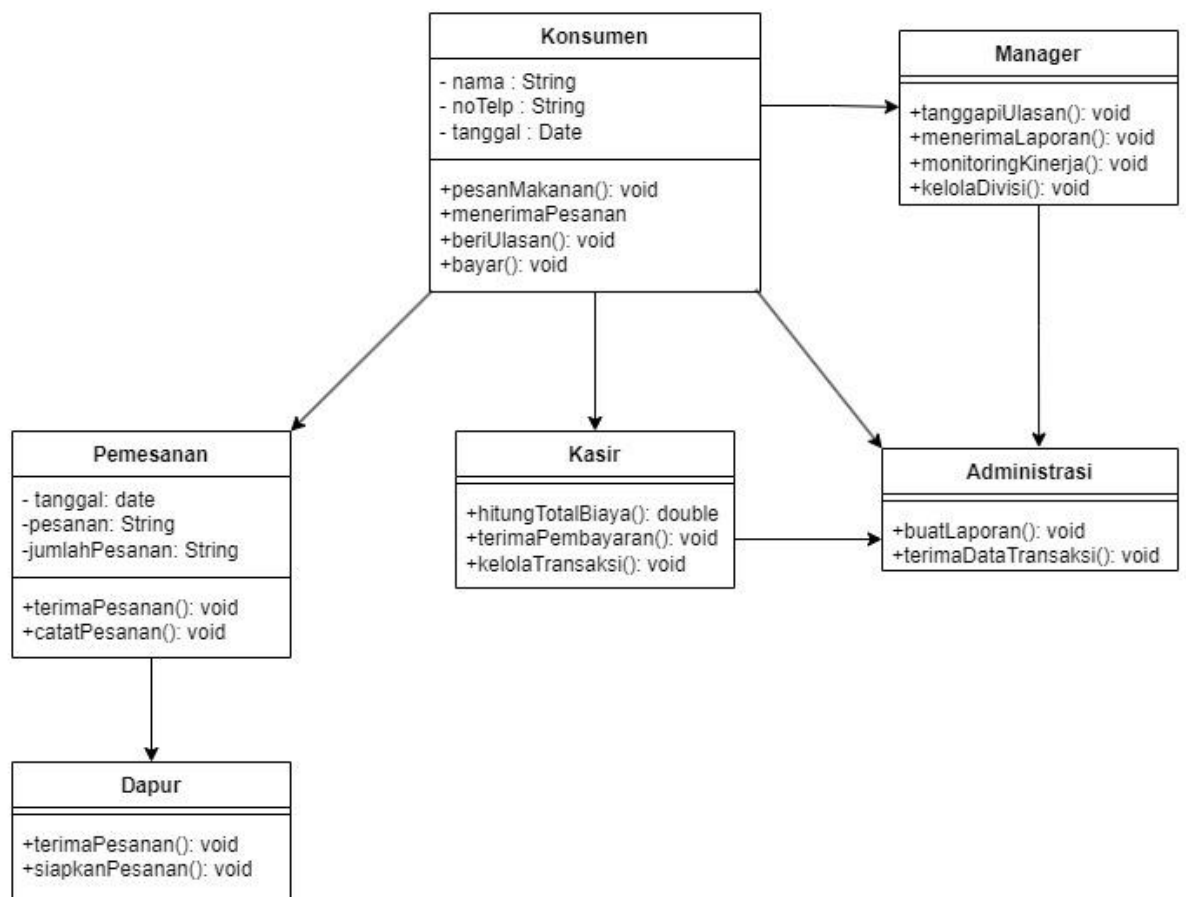 Konsumen
- nama : String
- noTelp : String
- tanggal : Date
+pesanMakanan(): void
+menerimaPesanan
+beriUlasan(): void
+bayar(): void
Manager
+tanggapiUlasan(): void
+menerimaLaporan(): void
+monitoringKinerja(): void
+kelolaDivisi(): void
Pemesanan
- tanggal: date
-pesanan: String
-jumlahPesanan: String
+terimaPesanan(): void
+catatPesanan(): void
Kasir
+hitungTotalBiaya(): double
+terimaPembayaran(): void
+kelolaTransaksi(): void
Administrasi
+buatLaporan(): void
+terimaDataTransaksi(): void
Dapur
+terimaPesanan(): void
+siapkanPesanan(): void